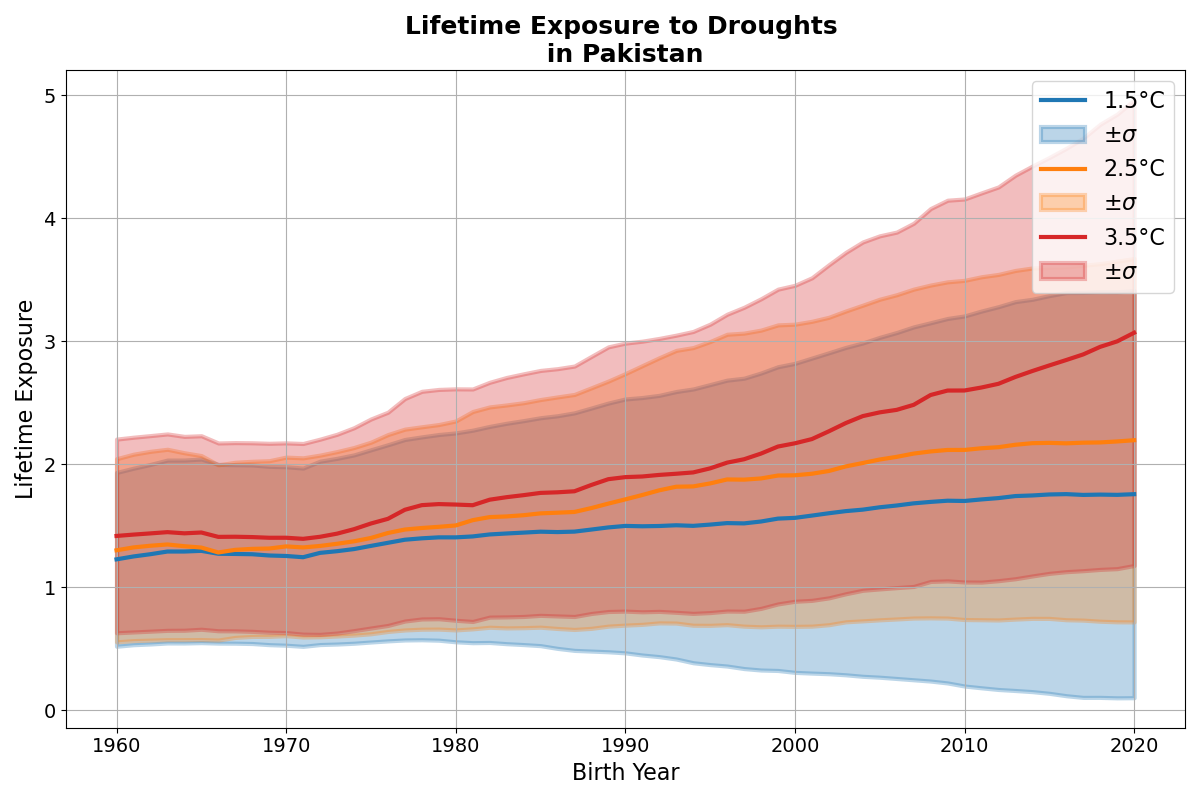 Lifetime Exposure to Droughts
in Pakistan
5
4
3
2
1
0
Lifetime Exposure
1960
1970
1980
1990
2000
2010
2020
Birth Year
1.5°C
±σ
2.5°C
±σ
3.5°C
±σ